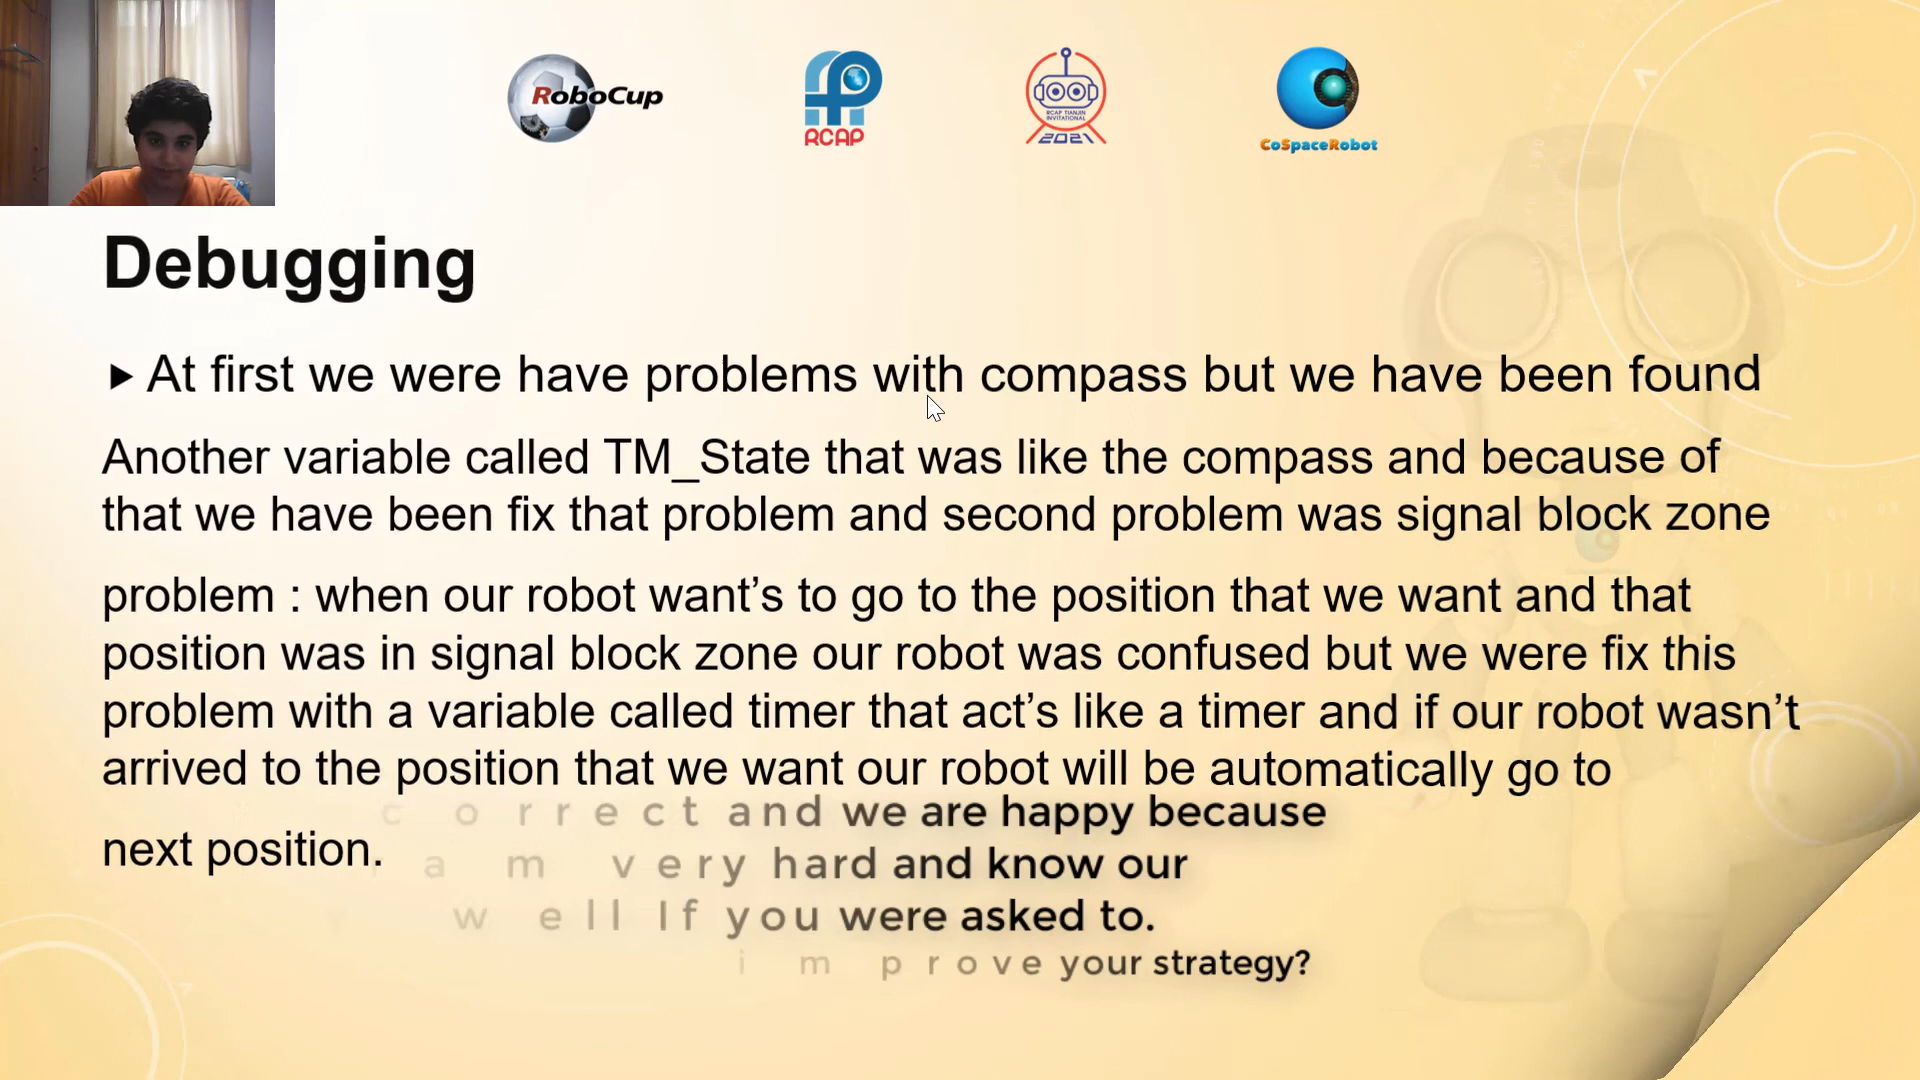 RoboCup
RCAP
RCAP TIANJIN
INVITATIONAL
2021
CoSpaceRobot
Debugging
At first we were have problems with compass but we have been found
Another variable called TM_State that was like the compass and because of
that we have been fix that problem and second problem was signal block zone
problem : when our robot want’s to go to the position that we want and that
position was in signal block zone our robot was confused but we were fix this
problem with a variable called timer that act’s like a timer and if our robot wasn’t
arrived to the position that we want our robot will be automatically go to
next position.
correct and we are happy because
am very hard and know our
well If you were asked to.
improve your strategy?